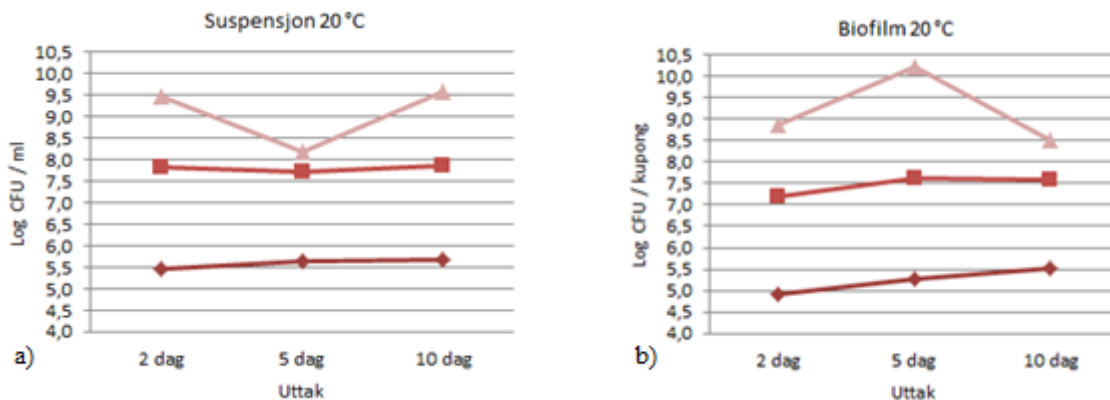 Suspensjon 20 °C
Log CFU / ml
10,5
10,0
9,5
9,0
8,5
8,0
7,5
7,0
6,5
6,0
5,5
5,0
4,5
4,0
2 dag 5 dag 10 dag
Uttak
a)
Biofilm 20 °C
Log CFU / kupong
10,5
10,0
9,5
9,0
8,5
8,0
7,5
7,0
6,5
6,0
5,5
5,0
4,5
4,0
2 dag 5 dag 10 dag
Uttak
b)